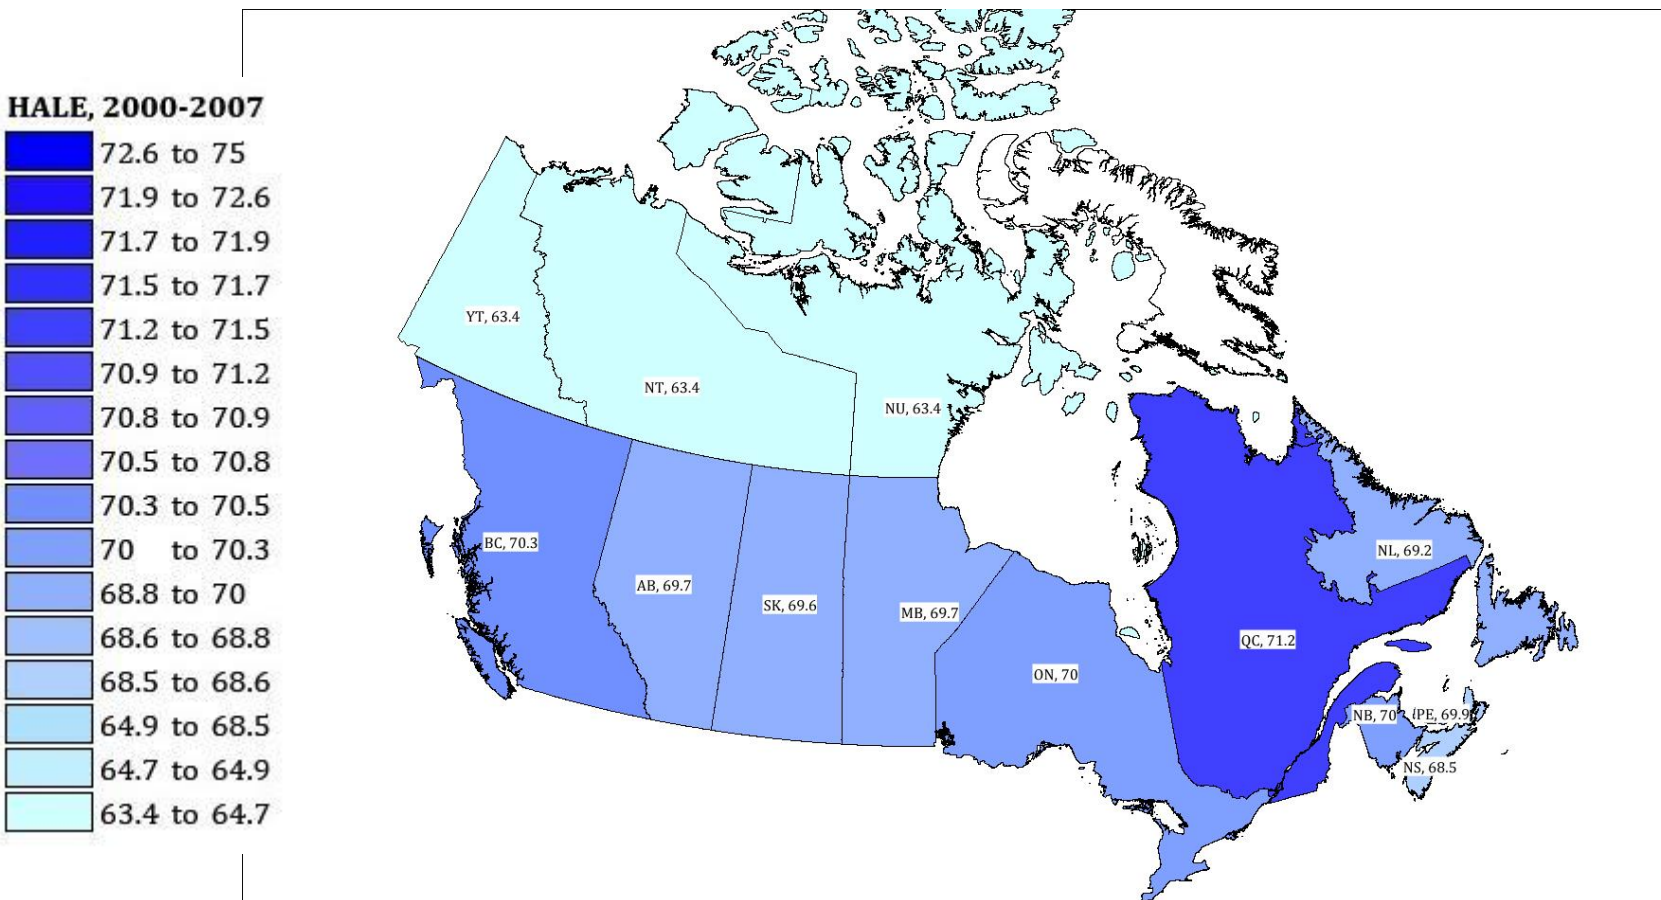 HALE, 2000-2007
72.6 to 75
71.9 to 72.6
71.7 to 71.9
71.5 to 71.7
71.2 to 71.5
70.9 to 71.2
70.8 to 70.9
70.5 to 70.8
70.3 to 70.5
70 to 70.3
68.8 to 70
68.6 to 68.8
68.5 to 68.6
64.9 to 68.5
64.7 to 64.9
63.4 to 64.7
YT, 63.4
NT, 63.4
NU, 63.4
BC, 70.3
AB, 69.7
SK, 69.6
MB, 69.7
ON, 70
QC, 71.2
NL, 69.2
NB, 70
PE, 69.9
NS, 68.5